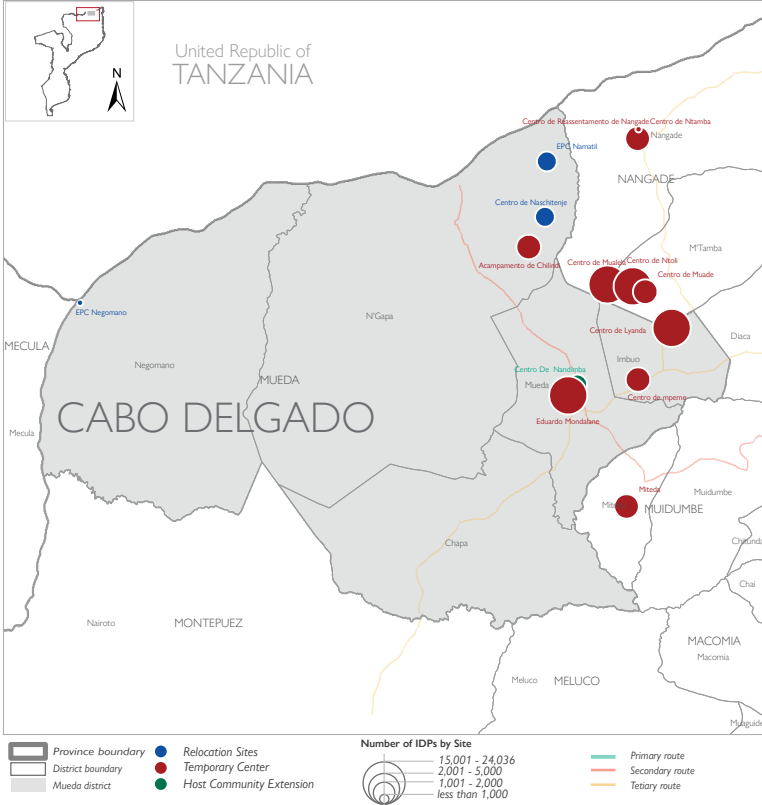 N
United Republic of
TANZANIA
Centro de Reassentamento de Nangade
Centro de Ntamba
Nangade
EPC Namatil
NANGADE
Centro de Naschitenje
M'Tamba
Acampamento de Chilindi
Centro de Mualela
Centro de Ntoli
Centro de Muade
EPC Negomano
N'Gapa
Centro de Lyanda
Diaca
MECULA
Negomano
Imbuo
MUEDA
Centro De Nandimba
Mueda
Centro de mpeme
CABO DELGADO
Eduardo Mondalane
Mecula
Miteda
Muidumbe
MUIDUMBE
Chapa
Chai
Nairoto
MONTEPUEZ
MACOMIA
Macomia
Meluco
MELUCO
Province boundary
District boundary
Mueda district
Relocation Sites
Temporary Center
Host Community Extension
Number of IDPs by Site
15,001 - 24,036
2,001 - 5,000
1,001 - 2,000
less than 1,000
Primary route
Secondary route
Tetiary route